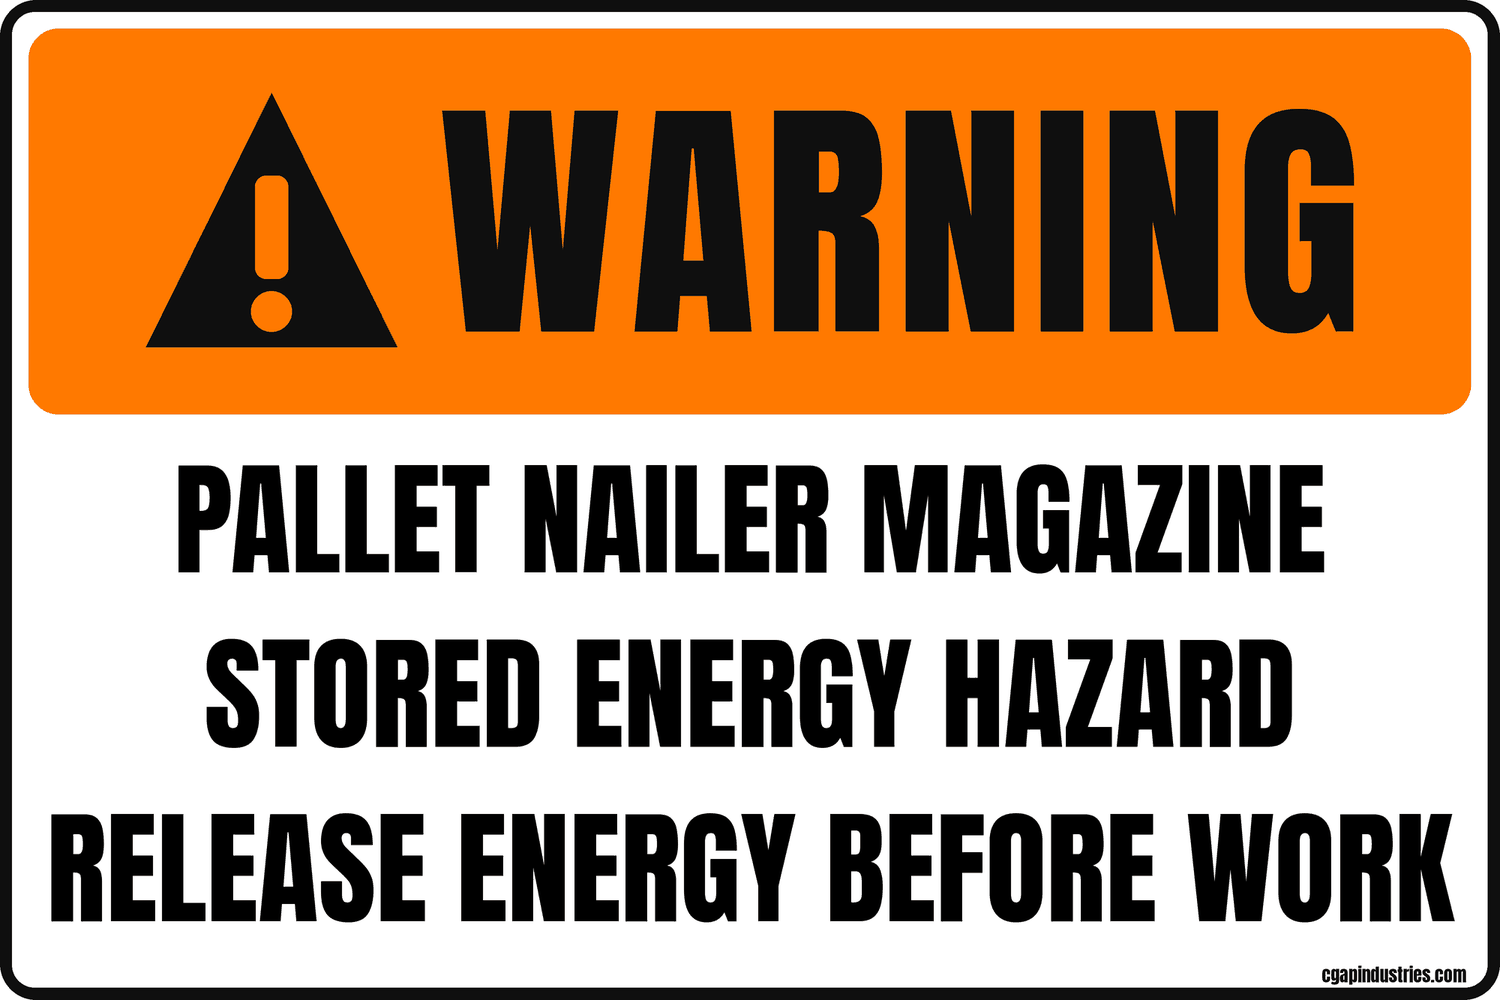 WARNING
PALLET NAILER MAGAZINE
STORED ENERGY HAZARD
RELEASE ENERGY BEFORE WORK
cgapindustries.com